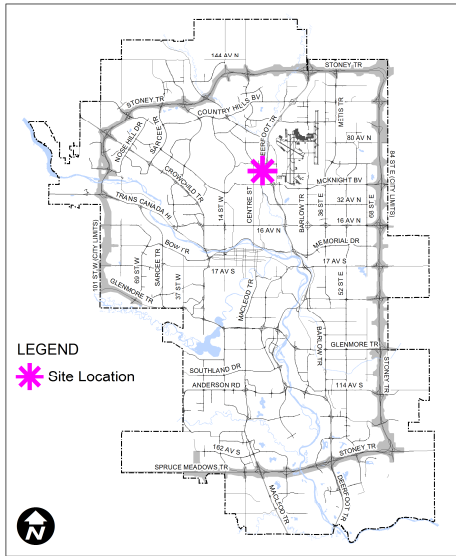 144 AV N
STONEY TR
STONEY TR
COUNTRY HILLS BV
DEERFOOT TR
METIS TR
NOSE HILL DR
SARCEE TR
80 AV N
CROWCHILD TR
14 ST W
CENTRE ST
MCKNIGHT BV
84 ST E (CITY LIMITS)
TRANS CANADA HI
BARLOW TR
36 ST E
32 AV N
68 ST E
16 AV N
16 AV N
101 ST W (CITY LIMITS)
BOW TR
MEMORIAL DR
69 ST W
SARCEE TR
37 ST W
17 AV S
17 AV S
GLENMORE TR
MACLEOD TR
52 ST E
BARLOW TR
GLENMORE TR
STONEY TR
LEGEND
Site Location
SOUTHLAND DR
ANDERSON RD
114 AV S
162 AV S
STONEY TR
SPRUCE MEADOWS TR
MACLEOD TR
DEERFOOT TR
N